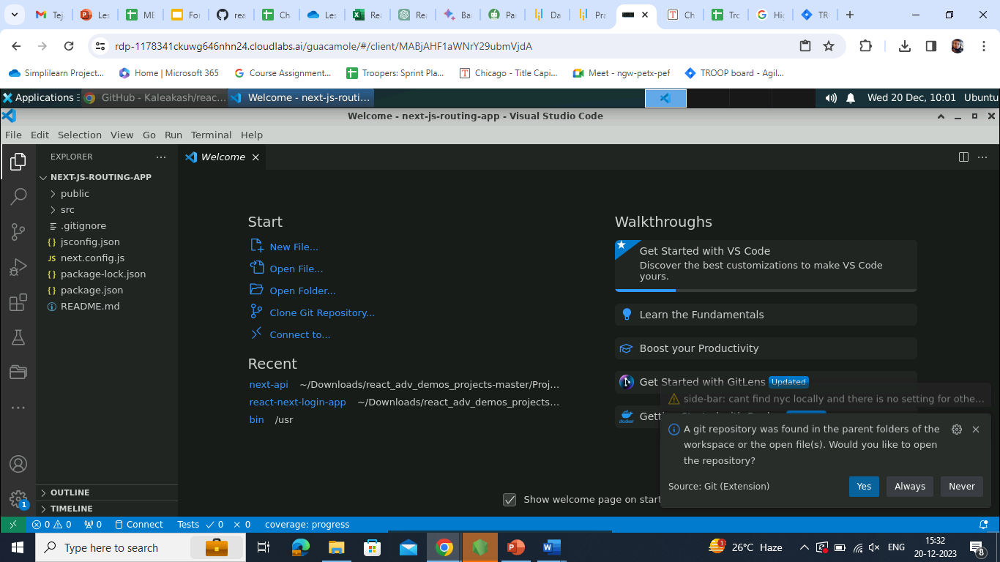 Tej
Les
ME
For
rea
Cha
Les
Rea
Rea
Ba
Par
Da
Pra
Ch
Tro
Hig
TR
rdp-1178341ckuwg646nhn24.cloudlabs.ai/guacamole/#/client/MABjAHF1aWNrY29ubmVjdA
Simplilearn Project...
Home | Microsoft 365
Course Assignment...
Troopers: Sprint Pla...
Chicago - Title Capi...
Meet - ngw-petx-pef
TROOP board - Agil...
Applications
GitHub - Kaleakash/reac...
Welcome - next-js-routi...
Wed 20 Dec, 10:01 Ubuntu
Welcome - next-js-routing-app - Visual Studio Code
File Edit Selection View Go Run Terminal Help
EXPLORER
Welcome
NEXT-JS-ROUTING-APP
public
src
.gitignore
jsconfig.json
next.config.js
package-lock.json
package.json
README.md
OUTLINE
TIMELINE
Start
New File...
Open File...
Open Folder...
Clone Git Repository...
Connect to...
Recent
next-api ~/Downloads/react_adv_demos_projects-master/Proj...
react-next-login-app ~/Downloads/react_adv_demos_projects...
bin /usr
Walkthroughs
Get Started with VS Code
Discover the best customizations to make VS Code
yours.
Learn the Fundamentals
Boost your Productivity
Get Started with GitLens Updated
side-bar: cant find nyc locally and there is no setting for othe...
A git repository was found in the parent folders of the
workspace or the open file(s). Would you like to open
the repository?
Source: Git (Extension)
Yes
Always
Never
Show welcome page on start
1
0 0 0 Connect Tests 0 0 coverage: progress
Type here to search
1
26°C Haze
ENG
15:32
20-12-2023
8